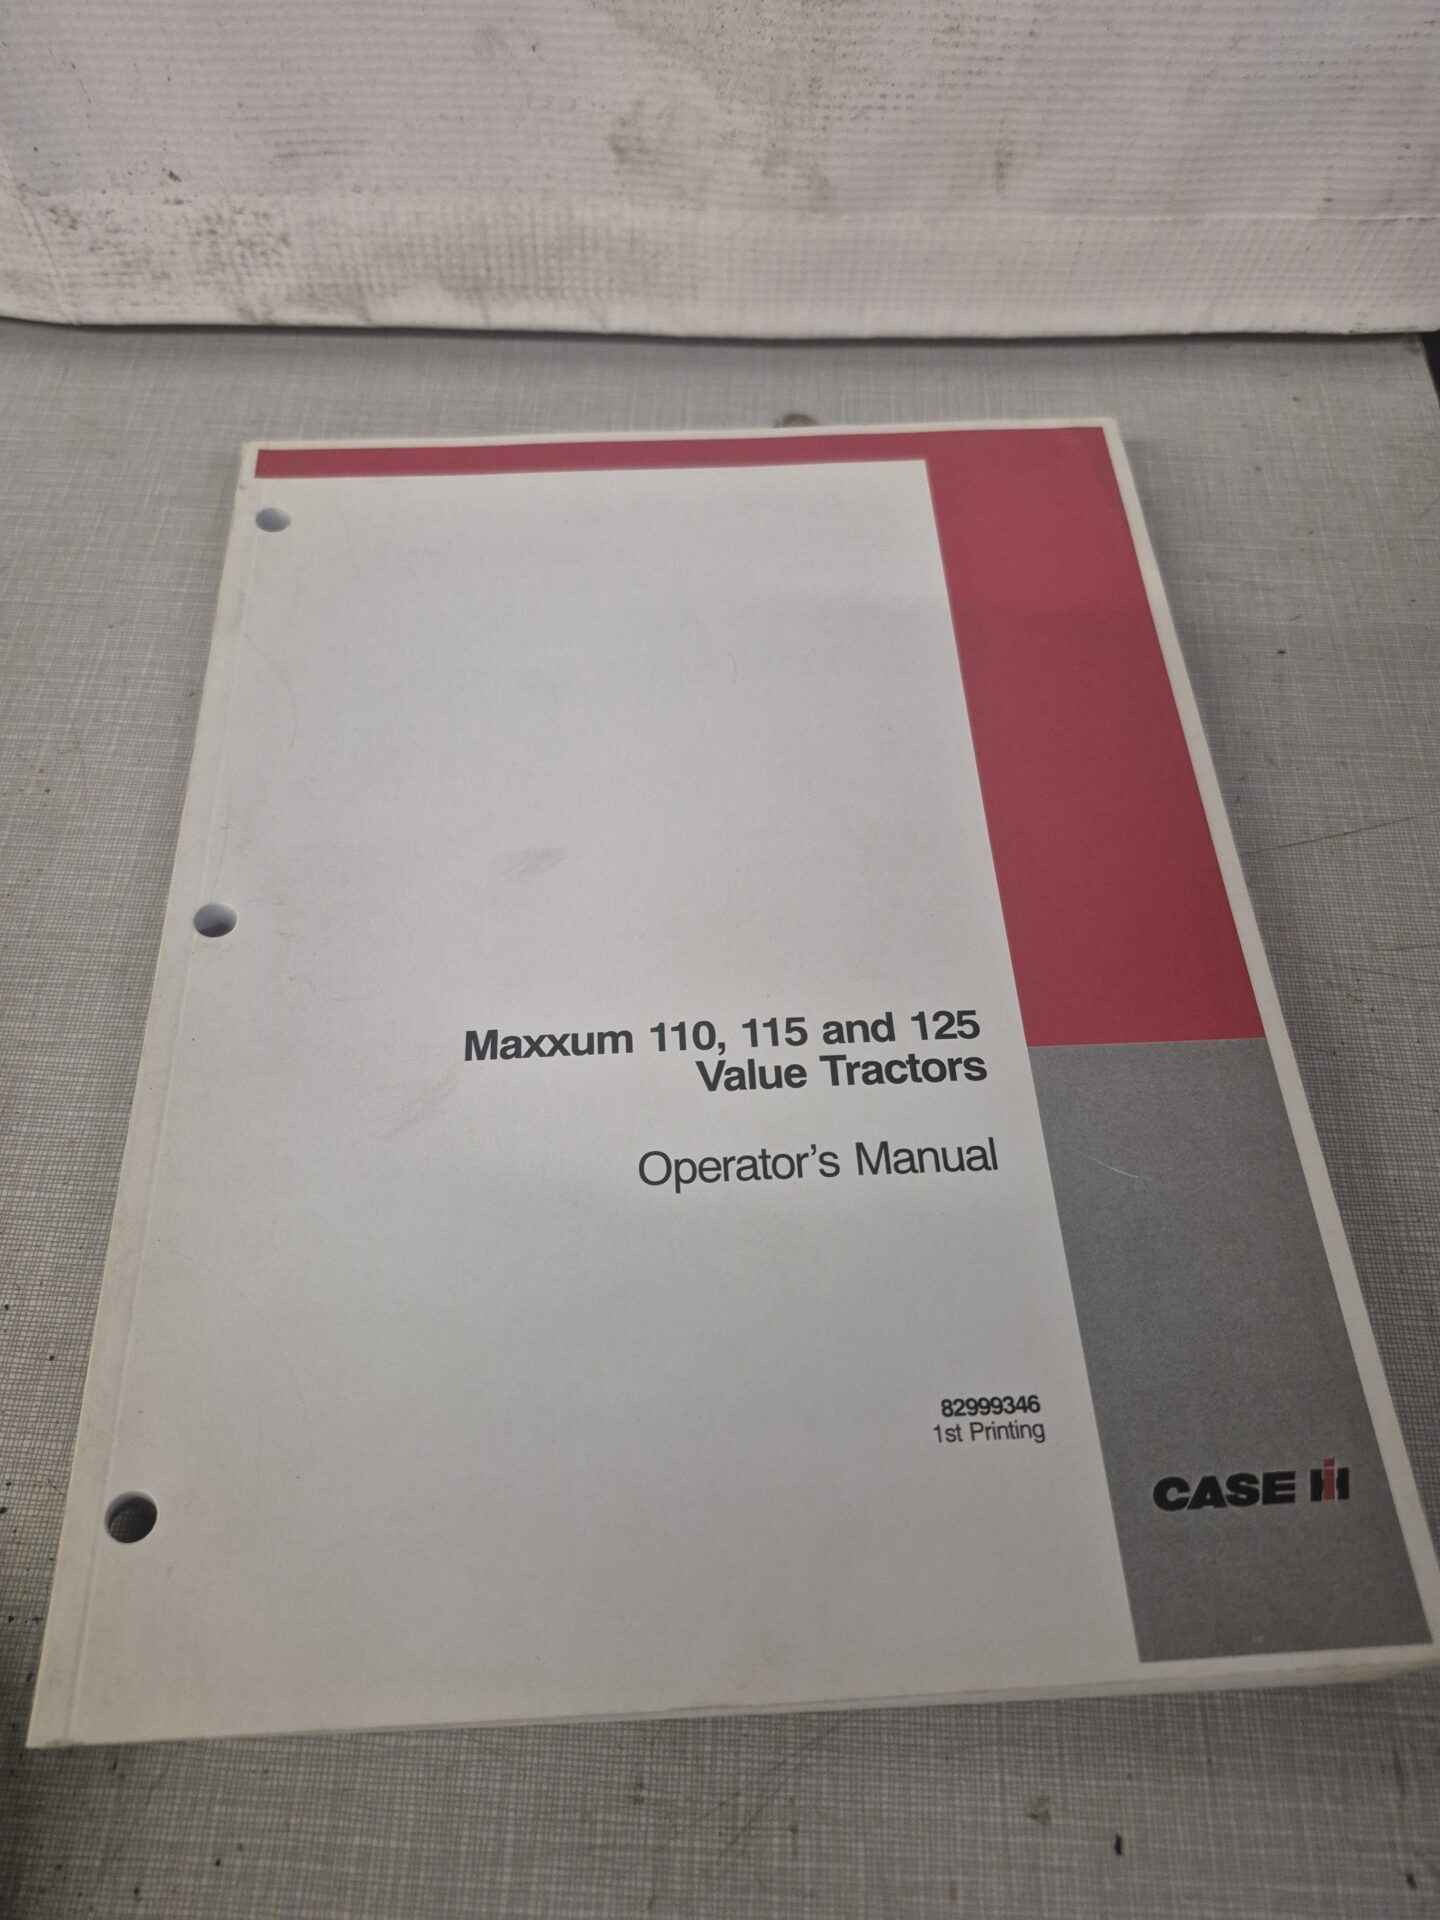 Maxxum 110, 115 and 125
Value Tractors
Operator's Manual
82999346
1st Printing
CASE IH